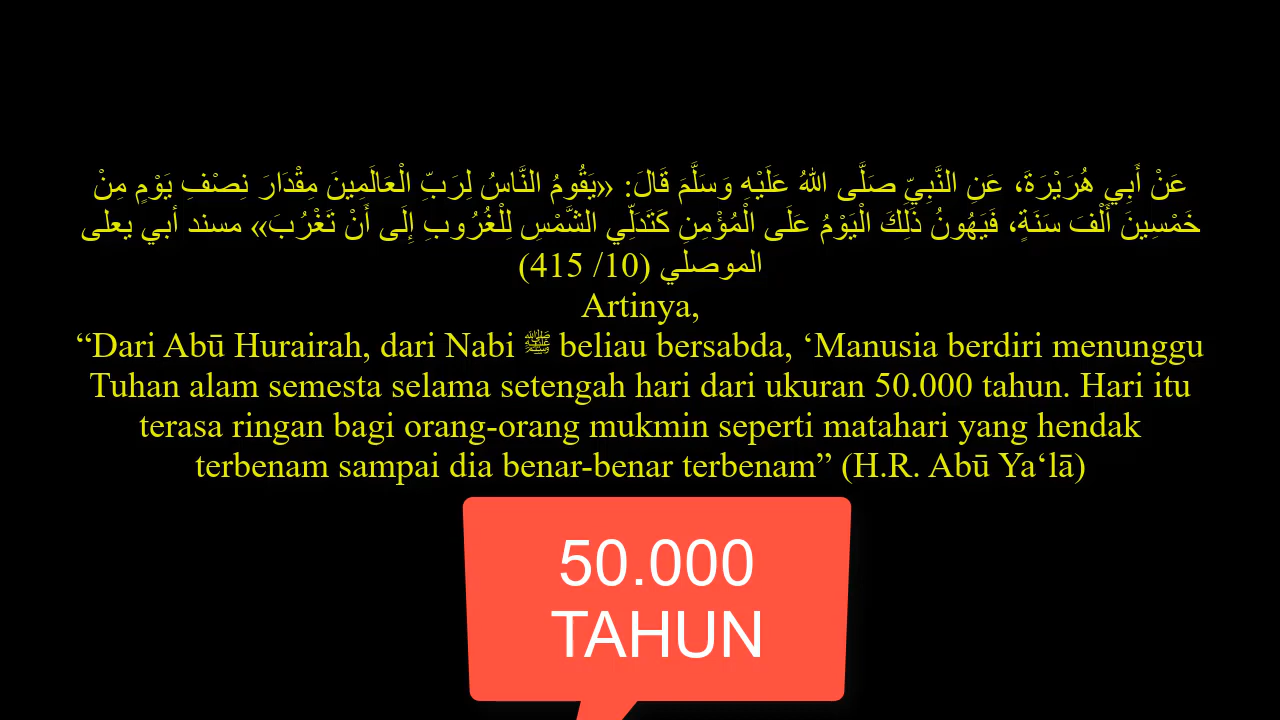 عَنْ أَبِي هُرَيْرَةَ، عَنِ النَّبِيِّ صَلَّى اللهُ عَلَيْهِ وَسَلَّمَ قَالَ: «يَقُومُ النَّاسُ لِرَبِّ الْعَالَمِينَ مِقْدَارَ نِصْفِ يَوْمٍ مِنْ
خَمْسِينَ أَلْفَ سَنَةٍ، فَيَهُونُ ذَلِكَ الْيَوْمُ عَلَى الْمُؤْمِنِ كَتَدَلِّي الشَّمْسِ لِلْغُرُوبِ إِلَى أَنْ تَغْرُبَ» مسند أبي يعلى
الموصلي (10/ 415)
Artinya,
“Dari Abū Hurairah, dari Nabi ﷺ beliau bersabda, ‘Manusia berdiri menunggu
Tuhan alam semesta selama setengah hari dari ukuran 50.000 tahun. Hari itu
terasa ringan bagi orang-orang mukmin seperti matahari yang hendak
terbenam sampai dia benar-benar terbenam” (H.R. Abū Ya‘lā)
50.000
TAHUN